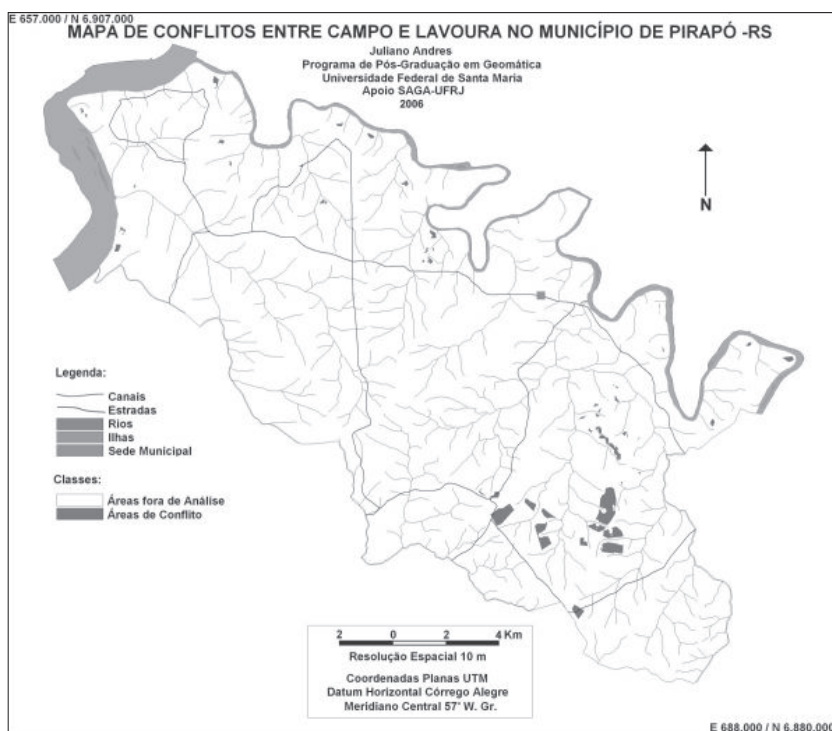 E 657.000 / N 6.907.000
MAPA DE CONFLITOS ENTRE CAMPO E LAVOURA NO MUNICÍPIO DE PIRAPÓ -RS
Juliano Andres
Programa de Pós-Graduação em Geomática
Universidade Federal de Santa Maria
Apoio SAGA-UFRJ
2006
N
Legenda:
Canais
Estradas
Rios
Ilhas
Sede Municipal
Classes:
Áreas fora de Análise
Áreas de Conflito
2 0 2 4 Km
Resolução Espacial 10 m
Coordenadas Planas UTM
Datum Horizontal Córrego Alegre
Meridiano Central 57° W. Gr.
E 688.000 / N 6.880.000